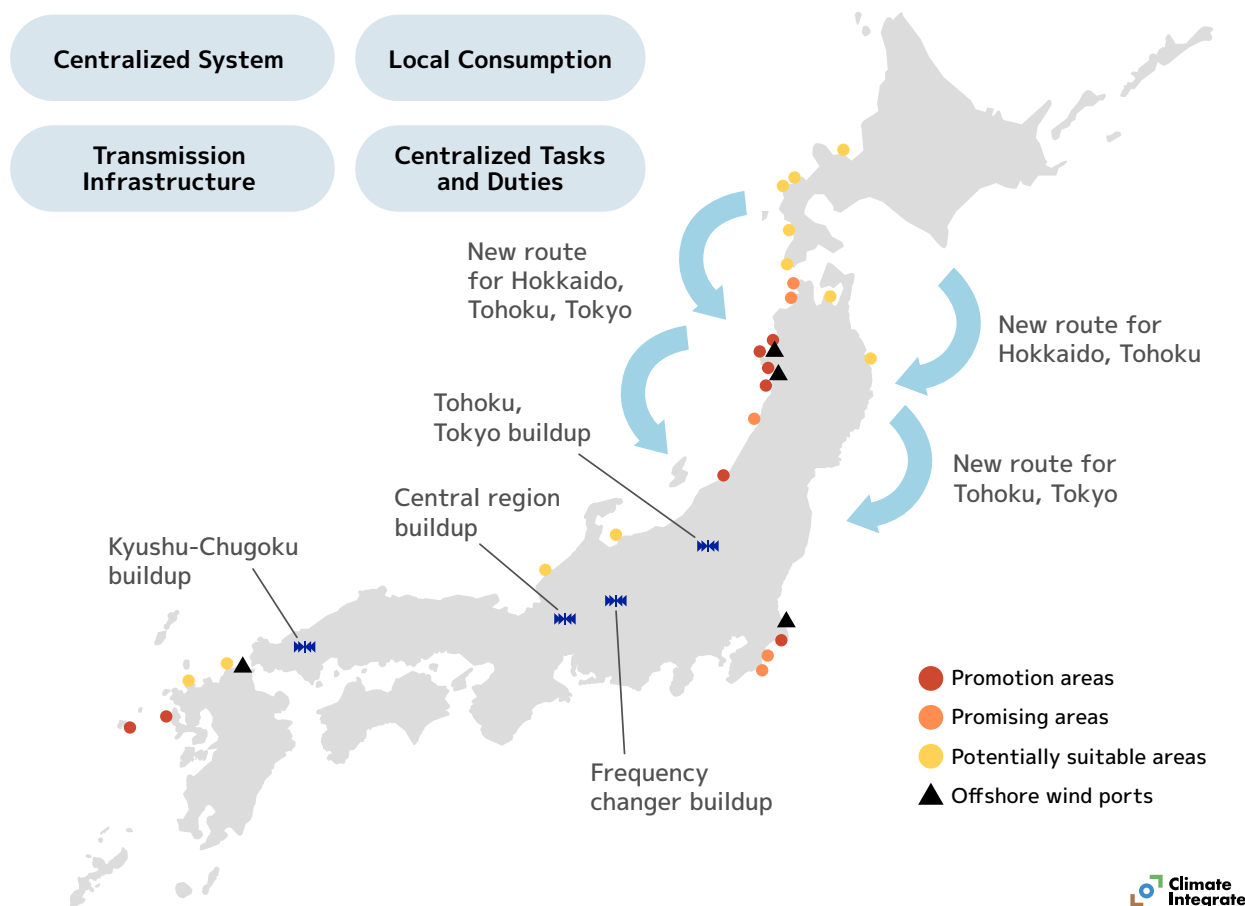 Centralized System
Local Consumption
Transmission
Infrastructure
Centralized Tasks
and Duties
New route
for Hokkaido,
Tohoku, Tokyo
New route for
Hokkaido, Tohoku
Tohoku,
Tokyo buildup
New route for
Tohoku, Tokyo
Central region
buildup
Kyushu-Chugoku
buildup
Frequency
changer buildup
Promotion areas
Promising areas
Potentially suitable areas
Offshore wind ports
Climate
Integrate